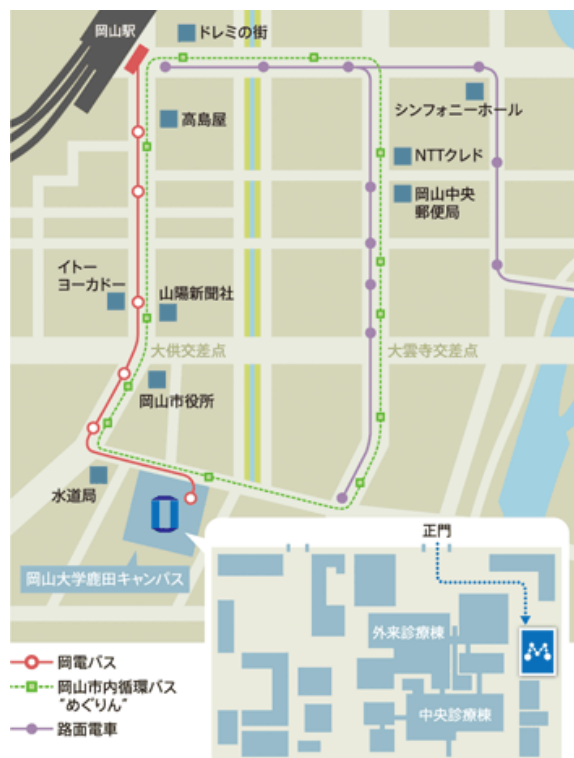 岡山駅
ドレミの街
高島屋
シンフォニーホール
NTTクレド
岡山中央
郵便局
イトー
ヨーカドー
山陽新聞社
大供交差点
大雲寺交差点
岡山市役所
水道局
岡山大学鹿田キャンパス
正門
外来診療棟
中央診療棟
岡電バス
岡山市内循環バス
“めぐりん”
路面電車